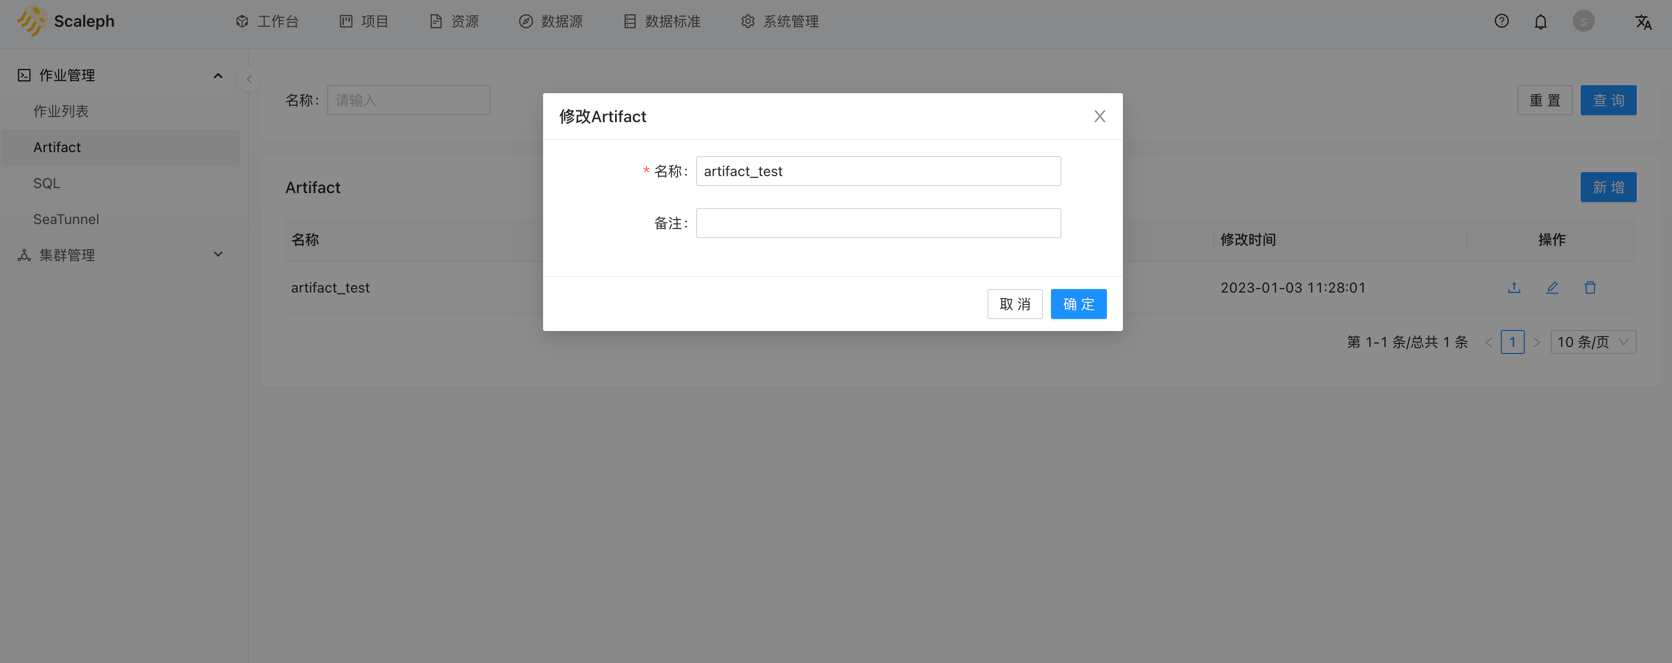 Scaleph 工作台 项目 资源 数据源 数据标准 系统管理 S
作业管理
作业列表
Artifact
SQL
SeaTunnel
集群管理
名称: 请输入 重置 查询
Artifact 新增
名称 修改时间 操作
artifact_test 2023-01-03 11:28:01
第 1-1 条/总共 1 条 < 1 > 10 条/页
修改Artifact
* 名称: artifact_test
备注:
取消 确定